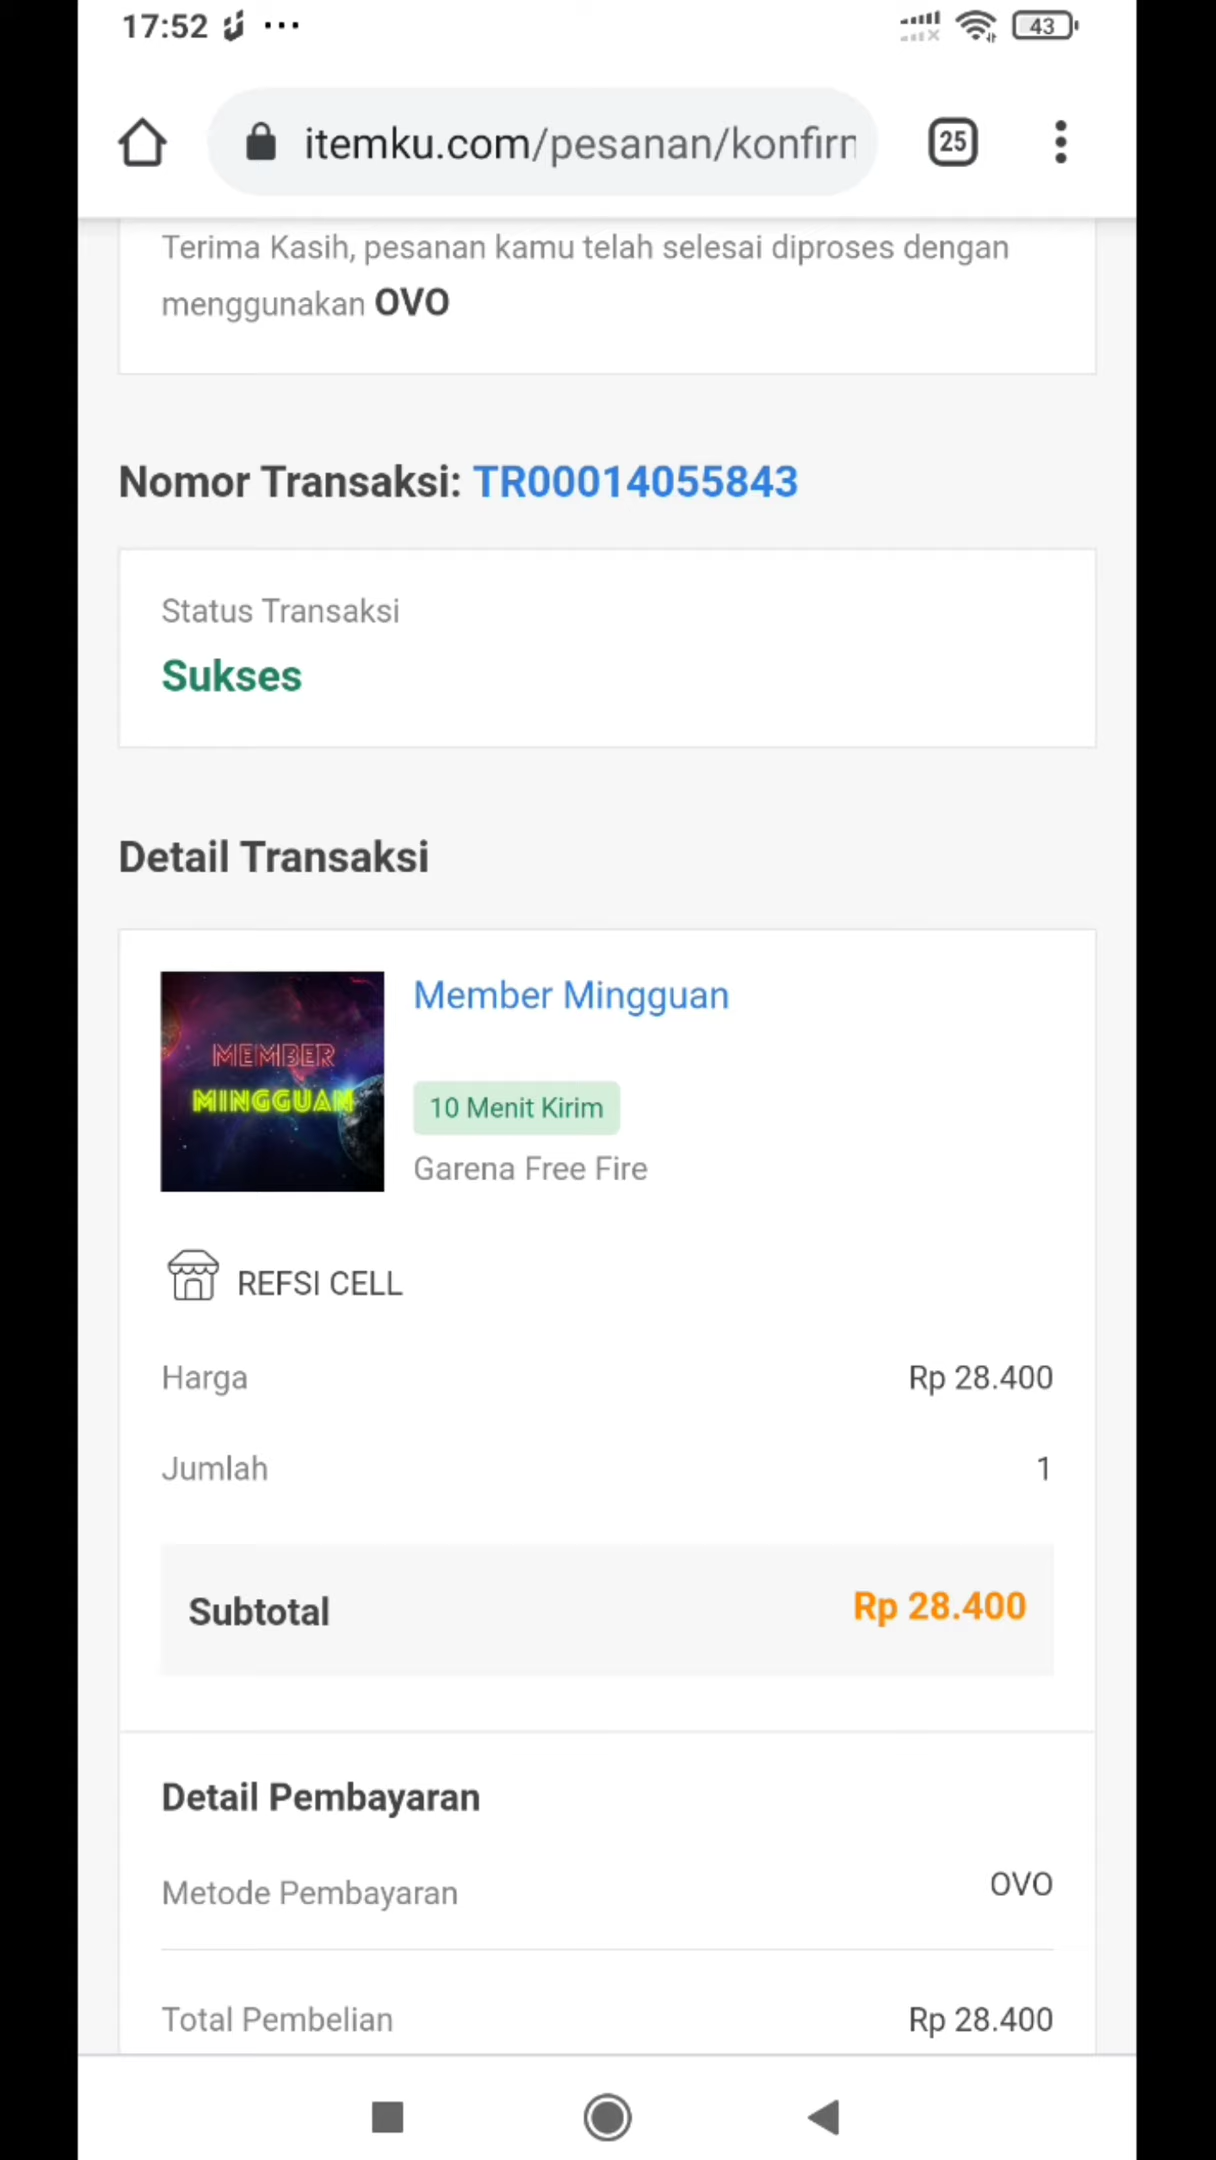 17:52 ...
43
itemku.com/pesanan/konfirn
25
Terima Kasih, pesanan kamu telah selesai diproses dengan
menggunakan OVO
Nomor Transaksi: TR00014055843
Status Transaksi
Sukses
Detail Transaksi
MEMBER
MINGGUAN
Member Mingguan
10 Menit Kirim
Garena Free Fire
REFSI CELL
Harga Rp 28.400
Jumlah 1
Subtotal Rp 28.400
Detail Pembayaran
Metode Pembayaran OVO
Total Pembelian Rp 28.400